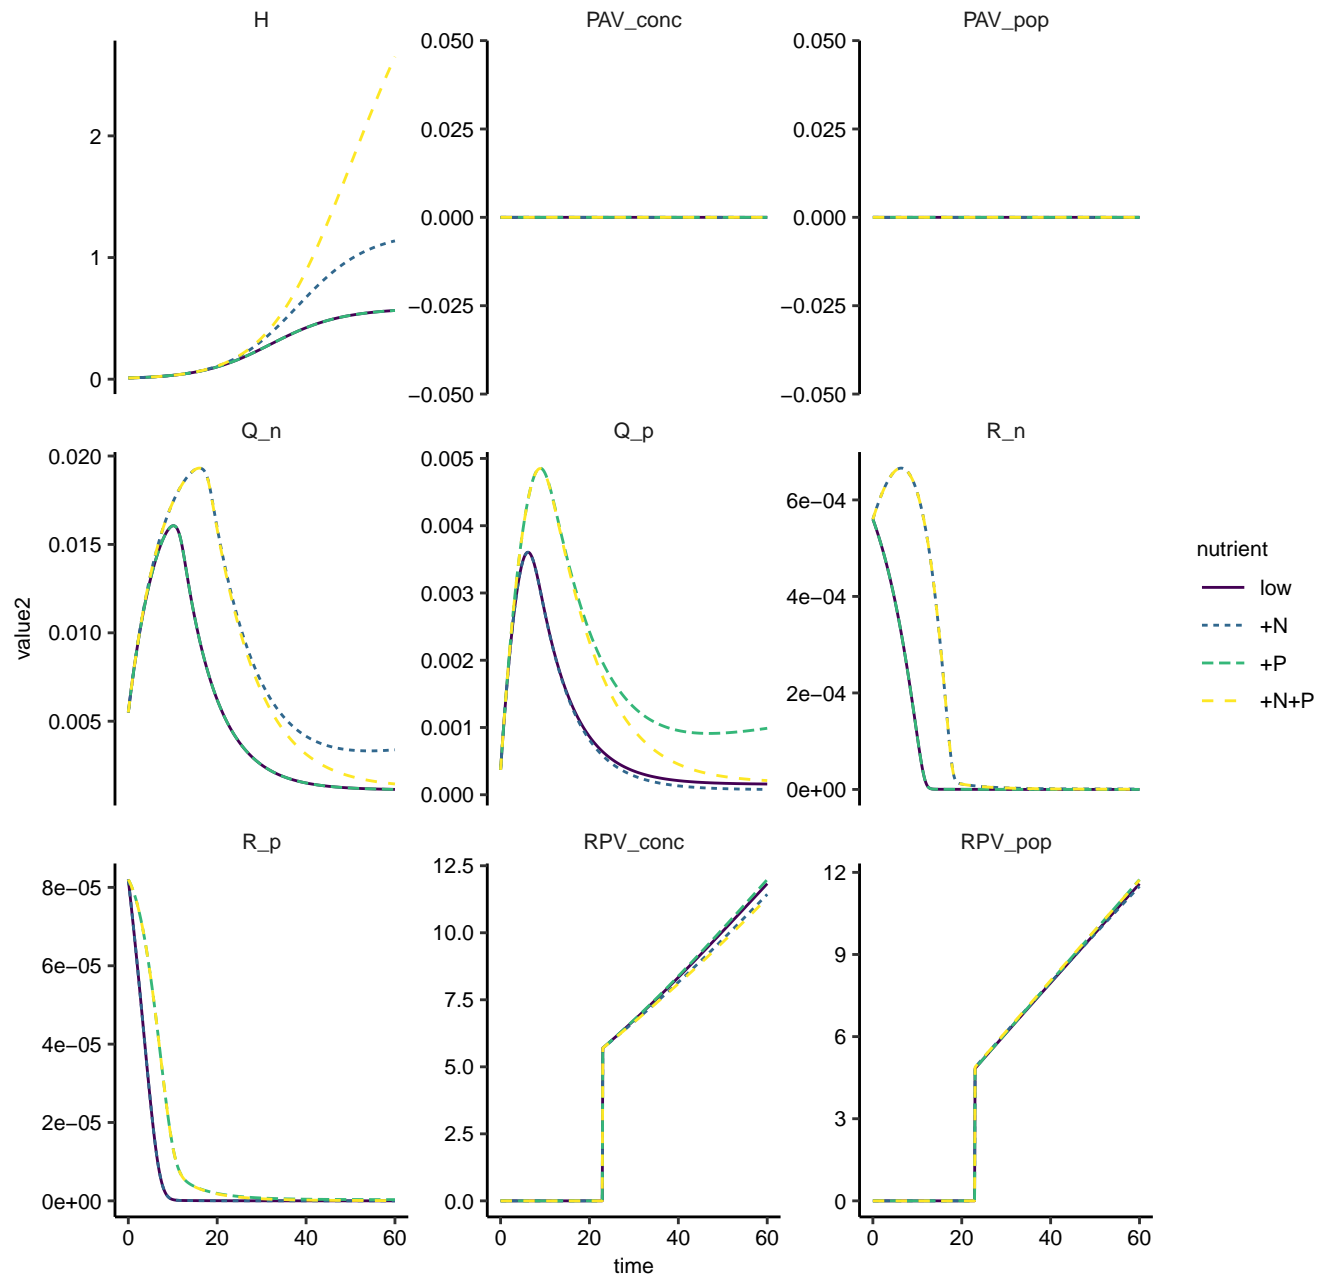 H
PAV_conc
PAV_pop
2
1
0
0.050
0.025
0.000
−0.025
−0.050
0.050
0.025
0.000
−0.025
−0.050
Q_n
Q_p
R_n
0.020
0.015
0.010
0.005
0.005
0.004
0.003
0.002
0.001
0.000
6e−04
4e−04
2e−04
0e+00
R_p
RPV_conc
RPV_pop
8e−05
6e−05
4e−05
2e−05
0e+00
12.5
10.0
7.5
5.0
2.5
0.0
12
9
6
3
0
0 20 40 60
0 20 40 60
0 20 40 60
time
value2
nutrient
low
+N
+P
+N+P